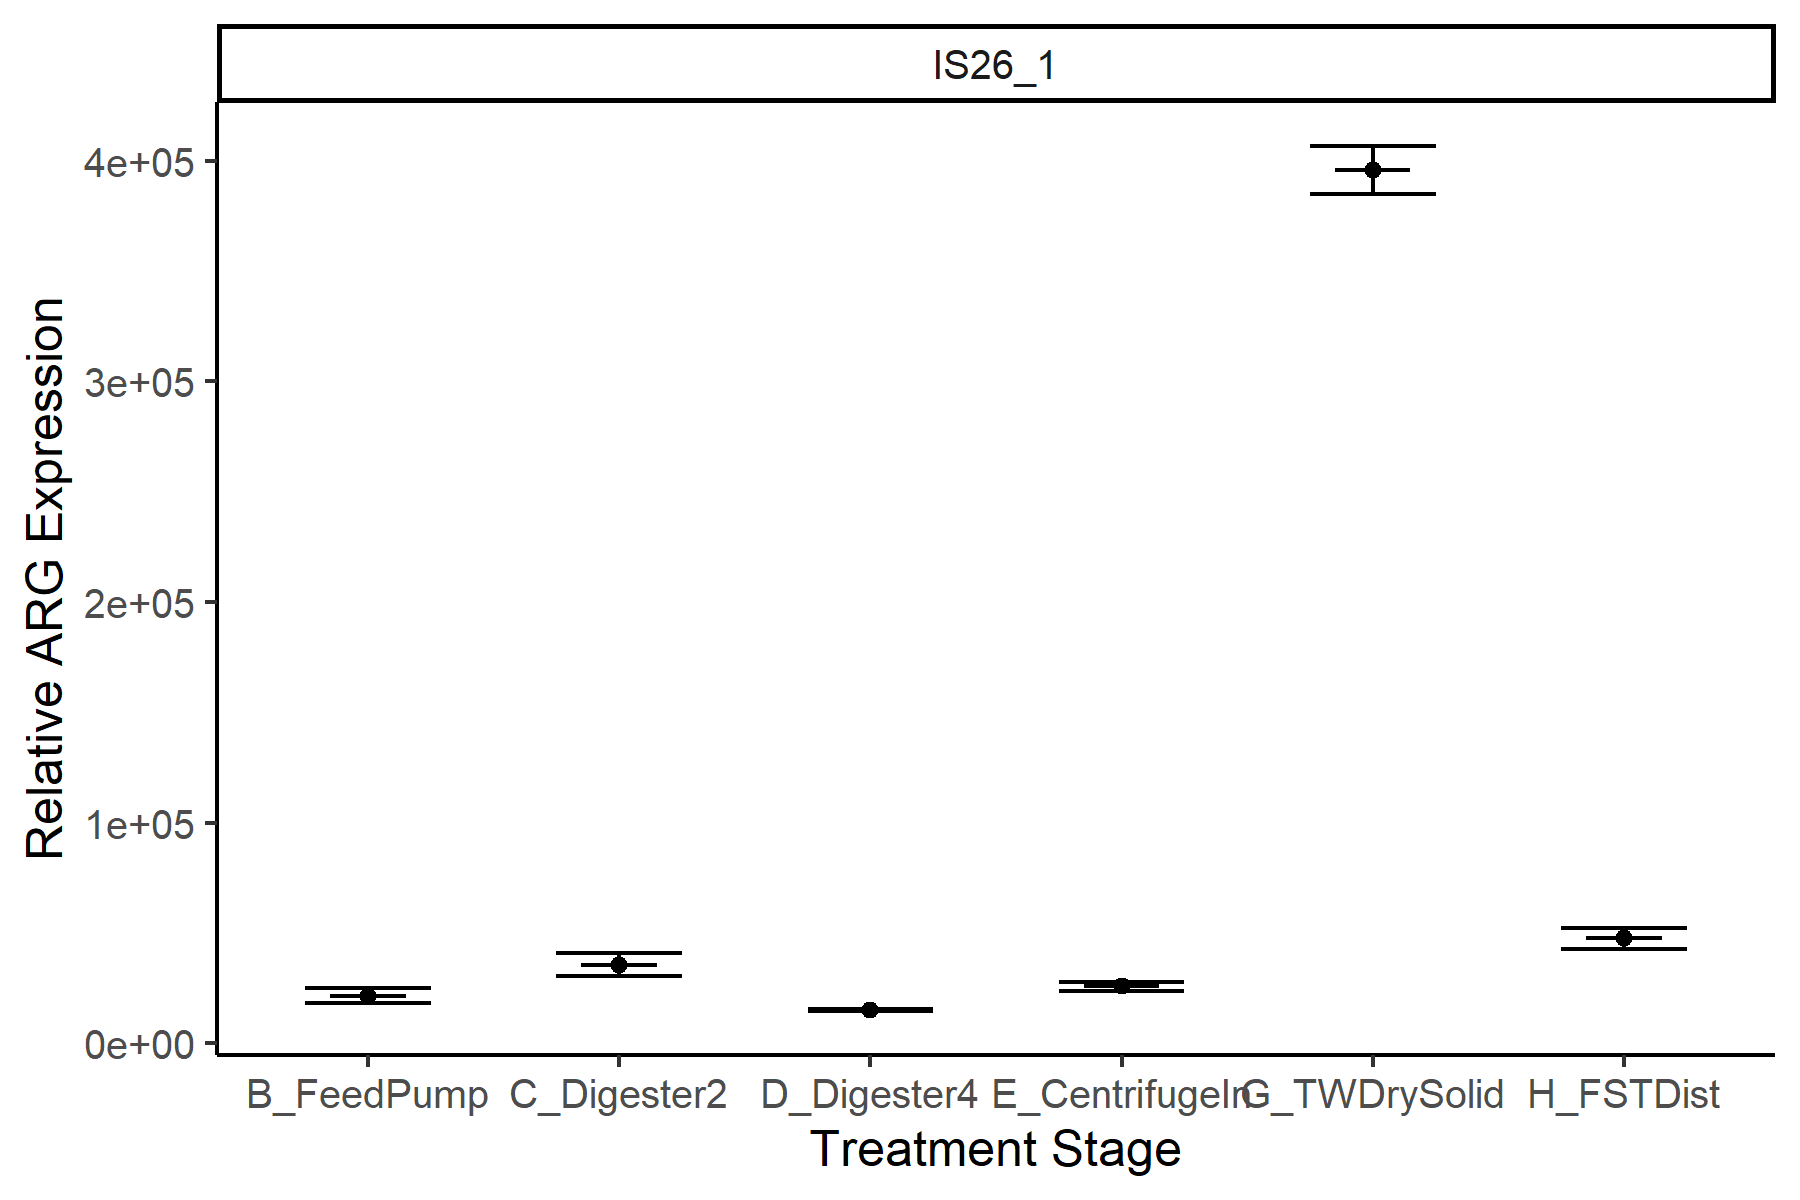 IS26_1
4e+05
3e+05
2e+05
1e+05
0e+00
Relative ARG Expression
B_FeedPump C_Digester2 D_Digester4 E_CentrifugeIn G_TWDrySolid H_FSTDist
Treatment Stage